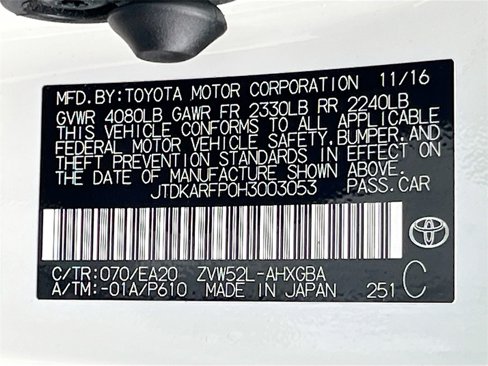 MFD.BY:TOYOTA MOTOR CORPORATION 11/16
GVWR 4080LB GAWR FR 2330LB RR 2240LB
THIS VEHICLE CONFORMS TO ALL APPLICABLE
FEDERAL MOTOR VEHICLE SAFETY,BUMPER,AND
THEFT PREVENTION STANDARDS IN EFFECT ON
THE DATE OF MANUFACTURE SHOWN ABOVE.
JTDKARFP0H3003053 PASS.CAR
C/TR:070/EA20 ZVW52L-AHXGBA
A/TM:-01A/P610 MADE IN JAPAN 251 C